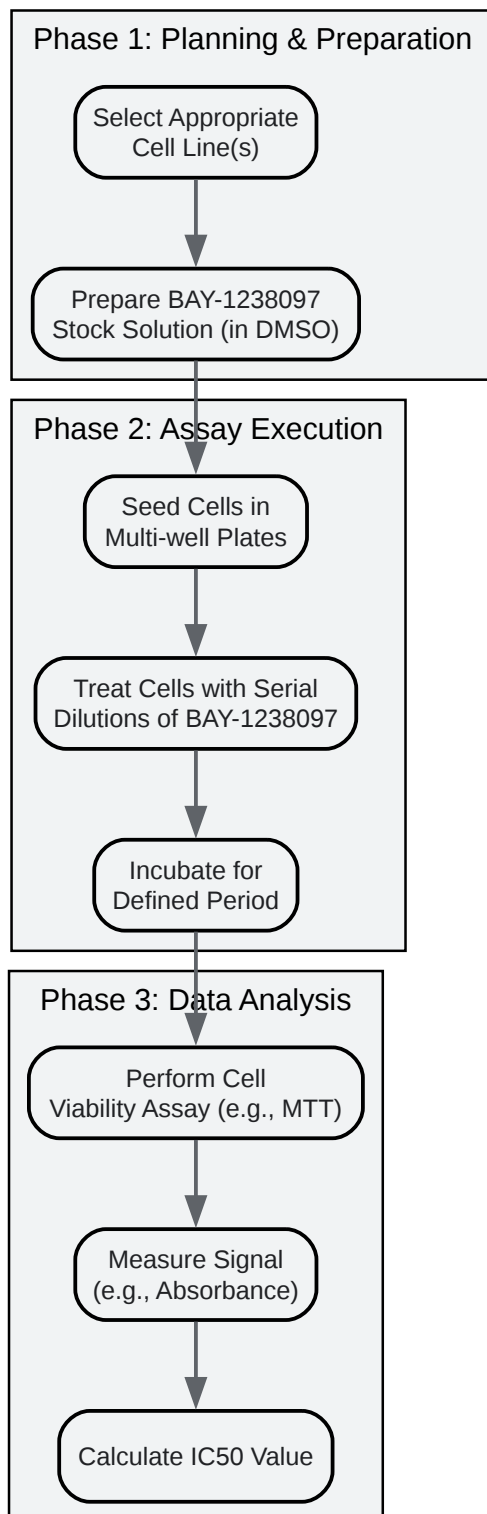 Phase 1: Planning & Preparation
Select Appropriate
Cell Line(s)
Prepare BAY-1238097
Stock Solution (in DMSO)
Phase 2: Assay Execution
Seed Cells in
Multi-well Plates
Treat Cells with Serial
Dilutions of BAY-1238097
Incubate for
Defined Period
Phase 3: Data Analysis
Perform Cell
Viability Assay (e.g., MTT)
Measure Signal
(e.g., Absorbance)
Calculate IC50 Value